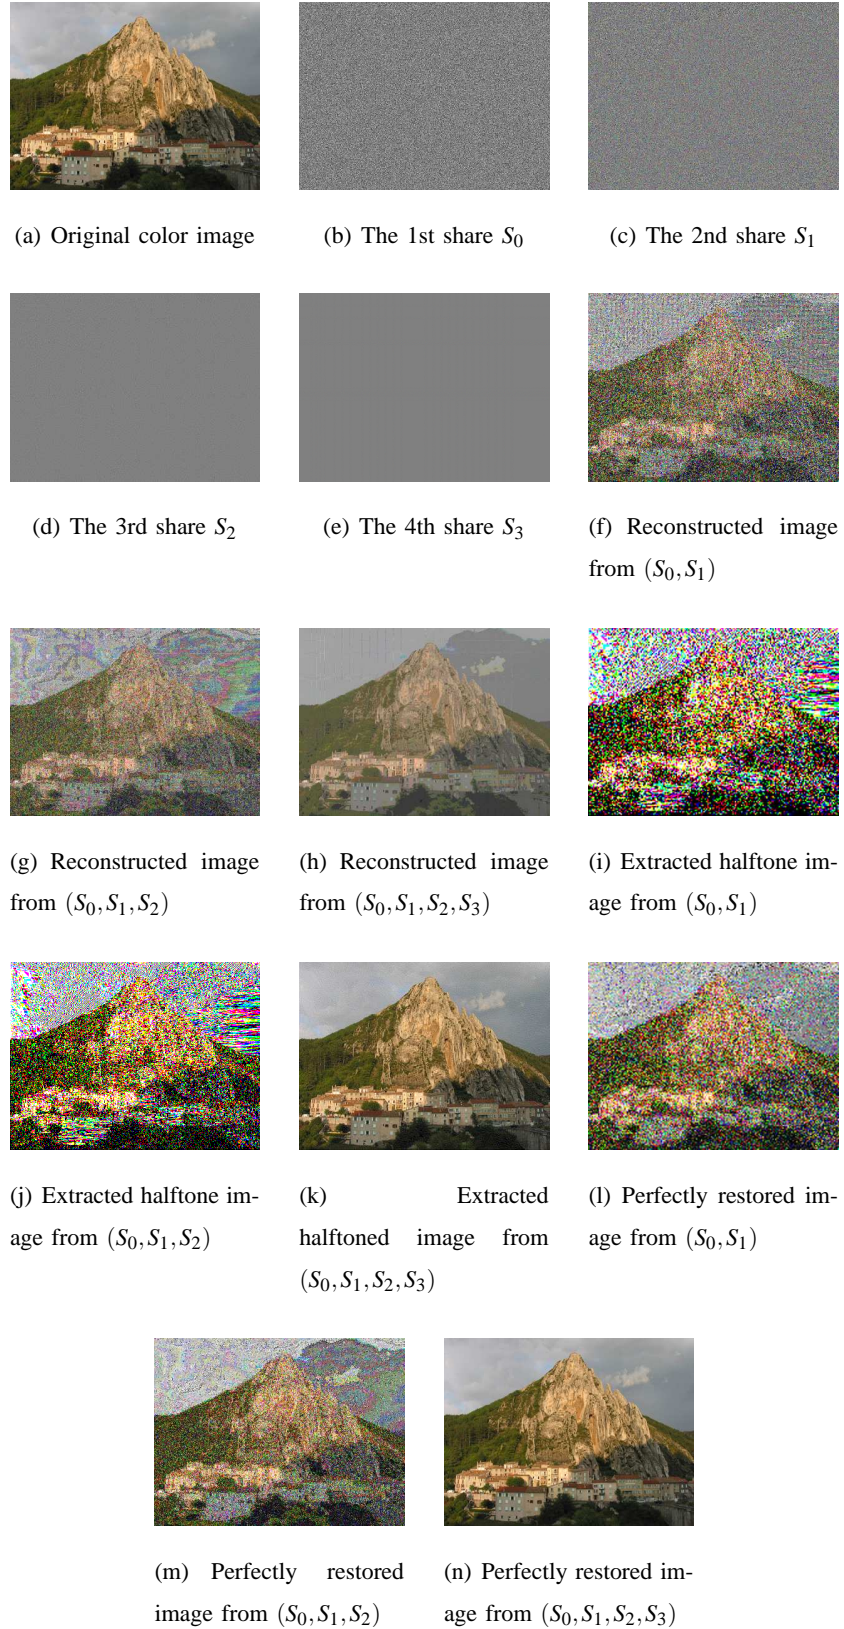 (a) Original color image
(b) The 1st share S₀
(c) The 2nd share S₁
(d) The 3rd share S₂
(e) The 4th share S₃
(f) Reconstructed image
from (S₀, S₁)
(g) Reconstructed image
from (S₀, S₁, S₂)
(h) Reconstructed image
from (S₀, S₁, S₂, S₃)
(i) Extracted halftone im-
age from (S₀, S₁)
(j) Extracted halftone im-
age from (S₀, S₁, S₂)
(k) Extracted
halftoned image from
(S₀, S₁, S₂, S₃)
(l) Perfectly restored im-
age from (S₀, S₁)
(m) Perfectly restored
image from (S₀, S₁, S₂)
(n) Perfectly restored im-
age from (S₀, S₁, S₂, S₃)